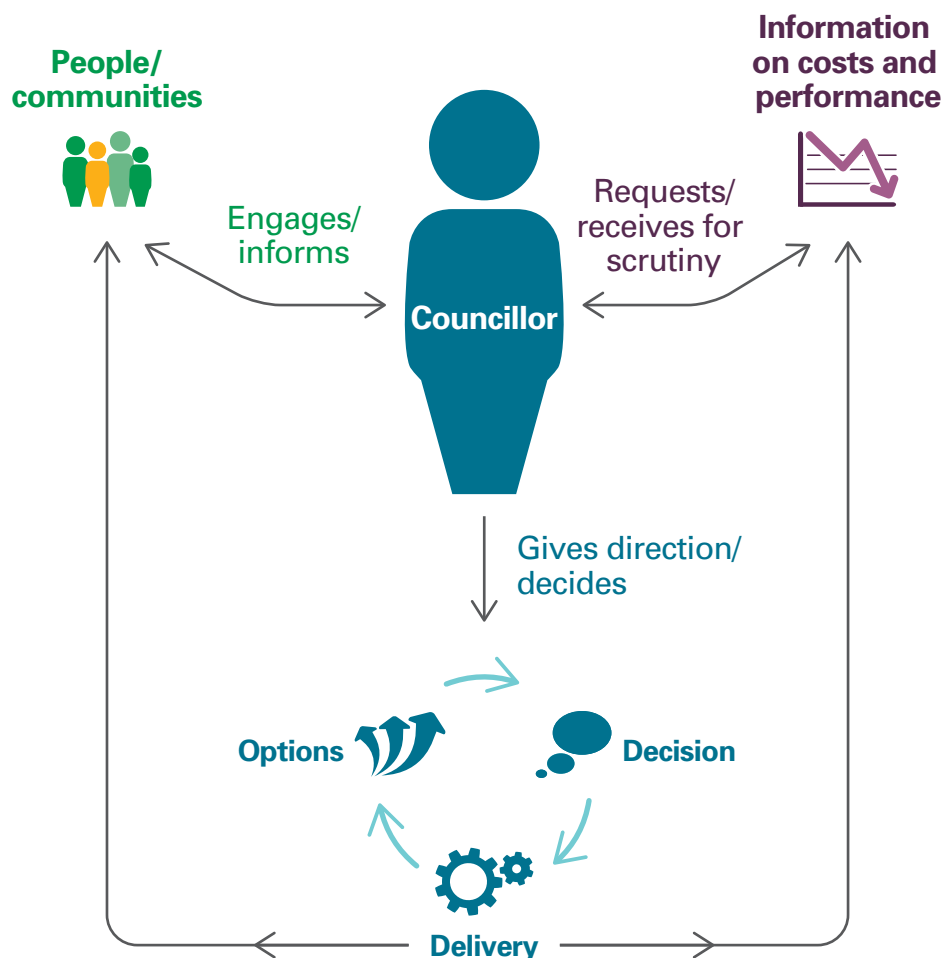 People/
communities
Information
on costs and
performance
Engages/
informs
Requests/
receives for
scrutiny
Councillor
Gives direction/
decides
Options
Decision
Delivery